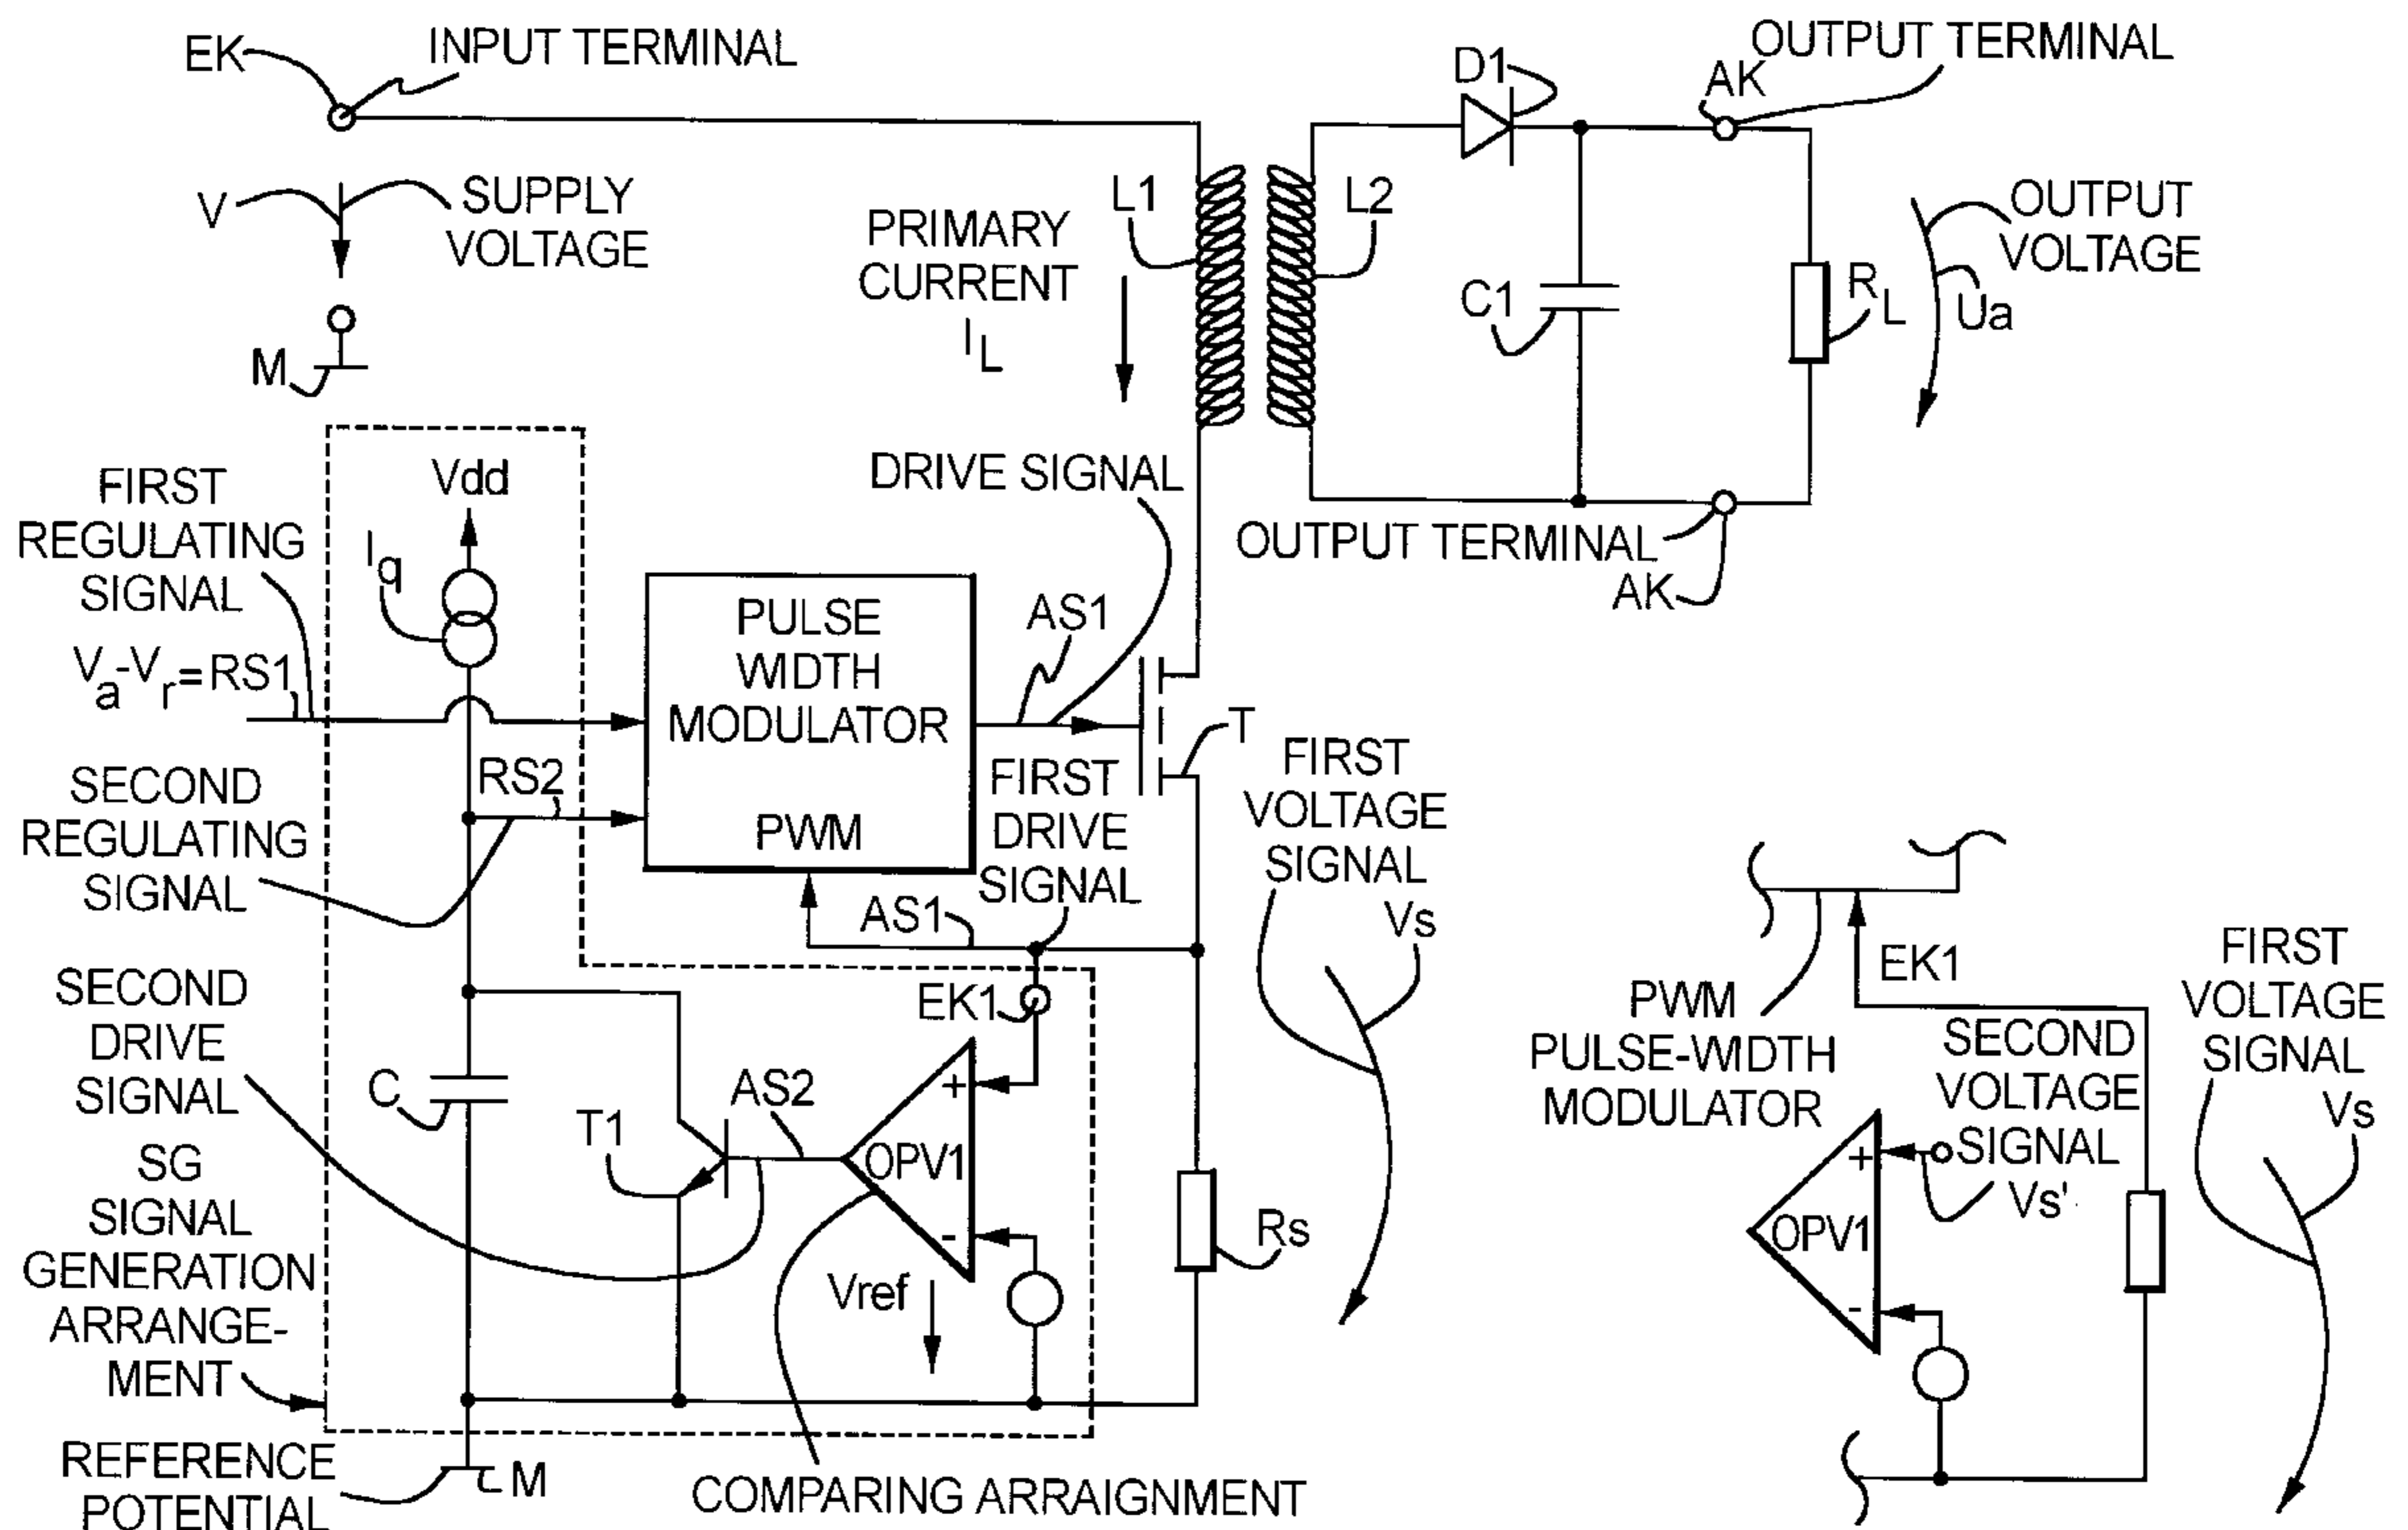 EK
INPUT TERMINAL
V
SUPPLY
VOLTAGE
M
PRIMARY
CURRENT
IL
L1
L2
D1
C1
AK
OUTPUT TERMINAL
RL
OUTPUT
VOLTAGE
Ua
OUTPUT TERMINAL
AK
FIRST
REGULATING
SIGNAL
Va-Vr=RS1
Vdd
Iq
PULSE
WIDTH
MODULATOR
PWM
DRIVE SIGNAL
AS1
T
SECOND
REGULATING
SIGNAL
RS2
FIRST
DRIVE
SIGNAL
AS1
FIRST
VOLTAGE
SIGNAL
Vs
SECOND
DRIVE
SIGNAL
EK1
C
T1
AS2
+
OPV1
-
Vref
Rs
SG
SIGNAL
GENERATION
ARRANGE-
MENT
REFERENCE
POTENTIAL
M
COMPARING ARRAIGNMENT
EK1
PWM
PULSE-WIDTH
MODULATOR
SECOND
VOLTAGE
SIGNAL
Vs'
+
OPV1
-
FIRST
VOLTAGE
SIGNAL
Vs